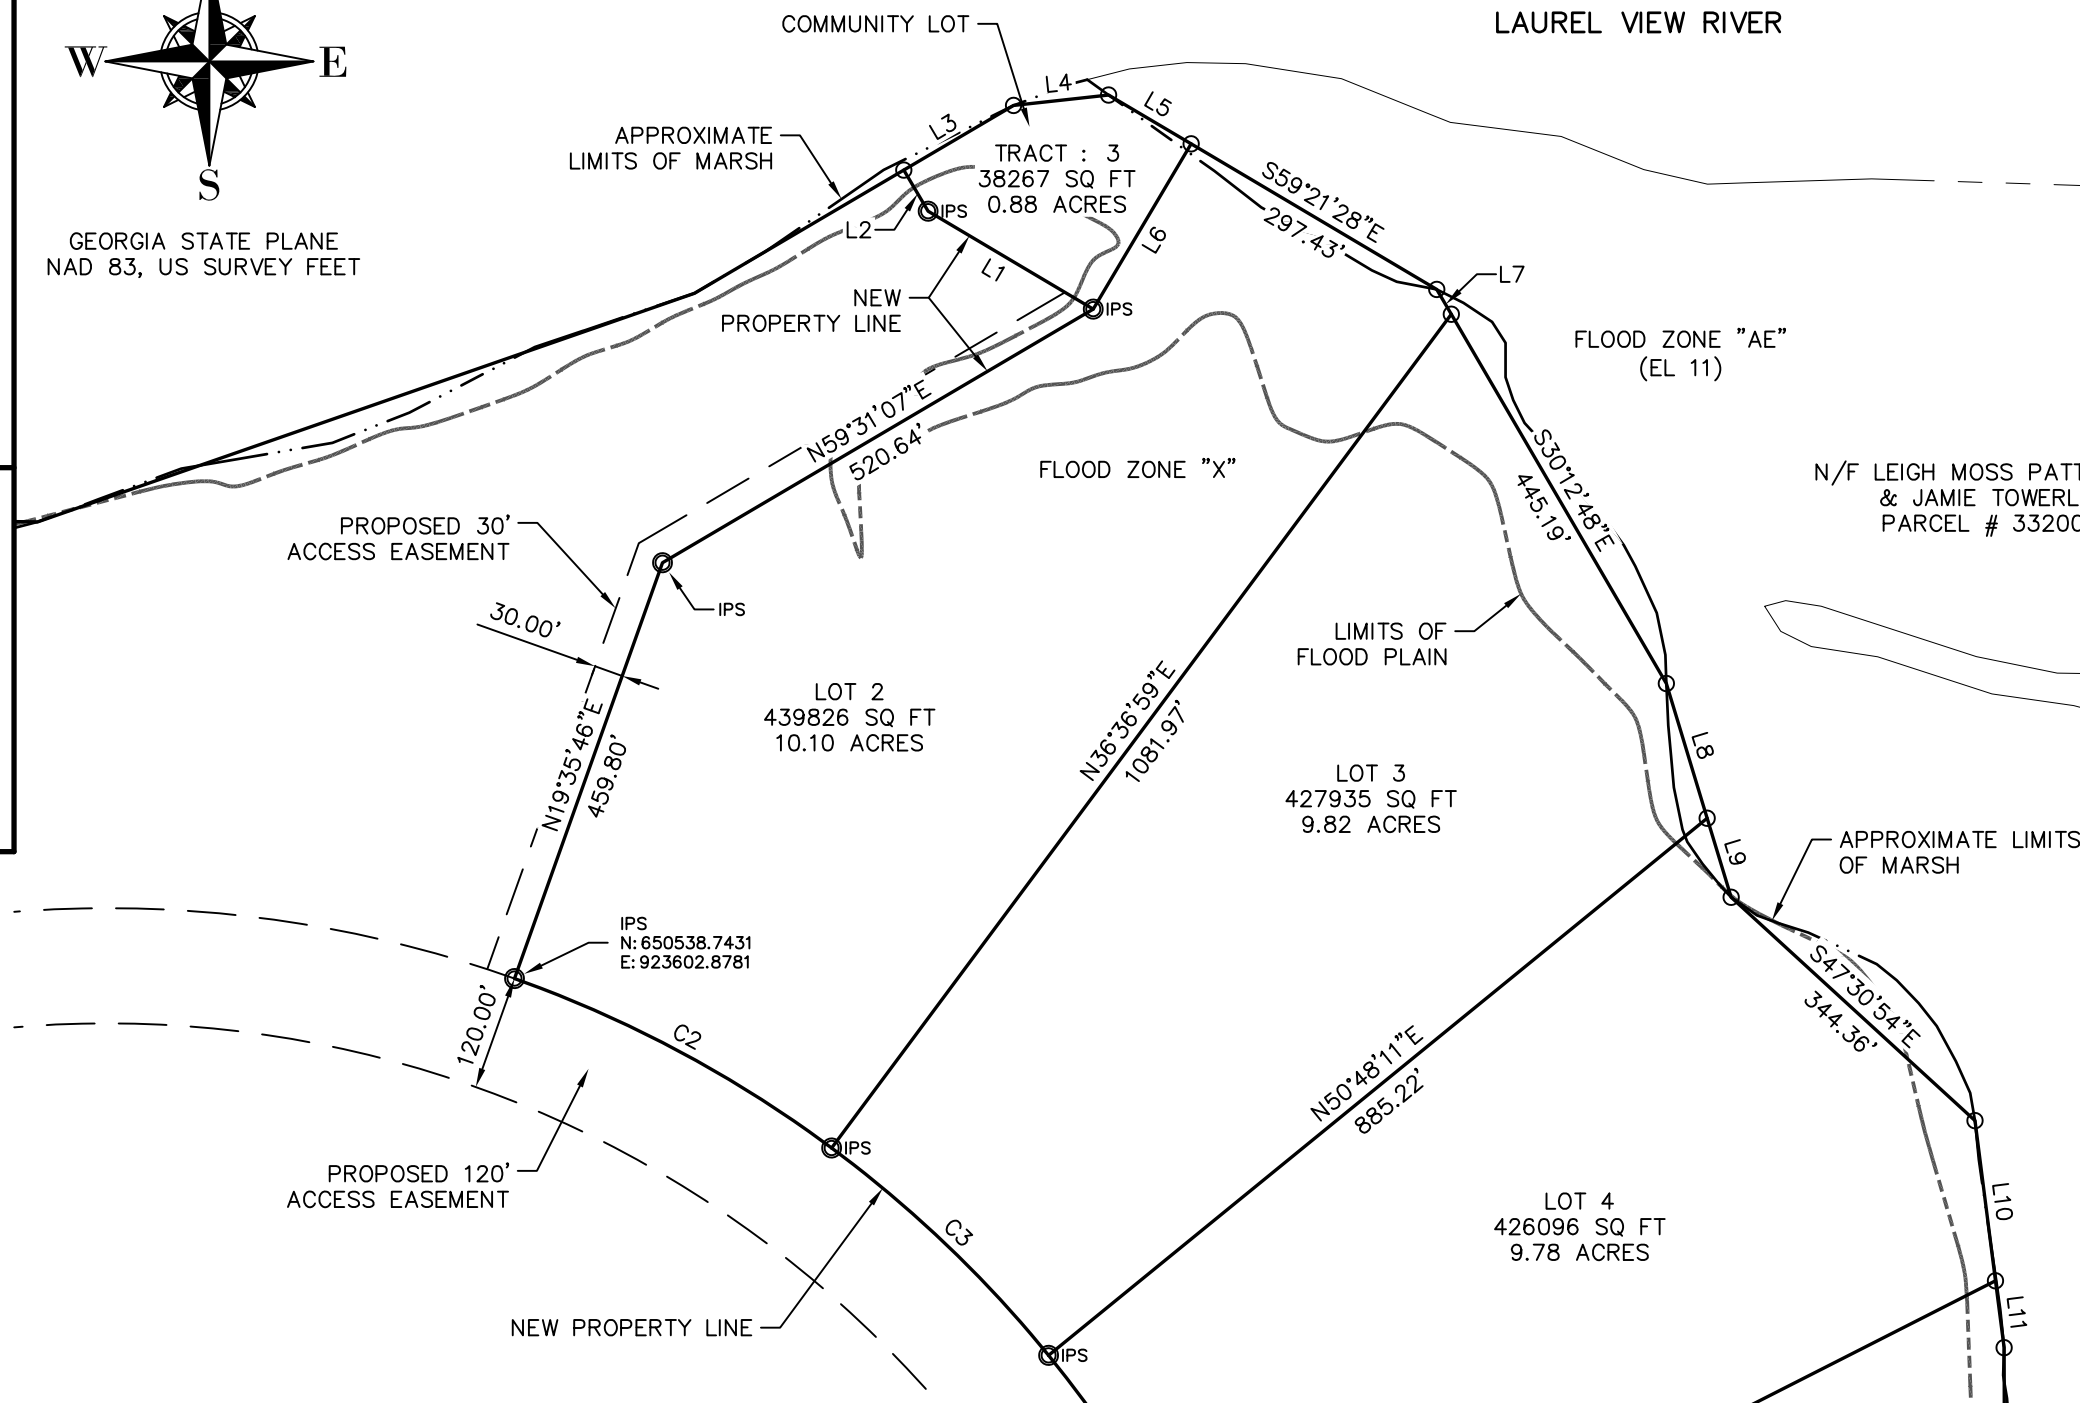 COMMUNITY LOT
LAUREL VIEW RIVER
W
E
S
GEORGIA STATE PLANE
NAD 83, US SURVEY FEET
APPROXIMATE
LIMITS OF MARSH
L3
L4
L5
TRACT : 3
38267 SQ FT
0.88 ACRES
L2
IPS
L1
L6
IPS
NEW
PROPERTY LINE
S59°21'28"E
297.43'
L7
FLOOD ZONE "AE"
(EL 11)
N59°31'07"E
520.64'
FLOOD ZONE "X"
S30°12'48"E
445.19'
N/F LEIGH MOSS PATT
& JAMIE TOWERL
PARCEL # 33200
PROPOSED 30'
ACCESS EASEMENT
IPS
30.00'
LIMITS OF
FLOOD PLAIN
N19°35'46"E
459.80'
LOT 2
439826 SQ FT
10.10 ACRES
N36°36'59"E
1081.97'
LOT 3
427935 SQ FT
9.82 ACRES
L8
L9
APPROXIMATE LIMITS
OF MARSH
IPS
N: 650538.7431
E: 923602.8781
120.00'
C2
S47°30'54"E
344.36'
N50°48'11"E
885.22'
IPS
PROPOSED 120'
ACCESS EASEMENT
C3
LOT 4
426096 SQ FT
9.78 ACRES
L10
L11
NEW PROPERTY LINE
IPS